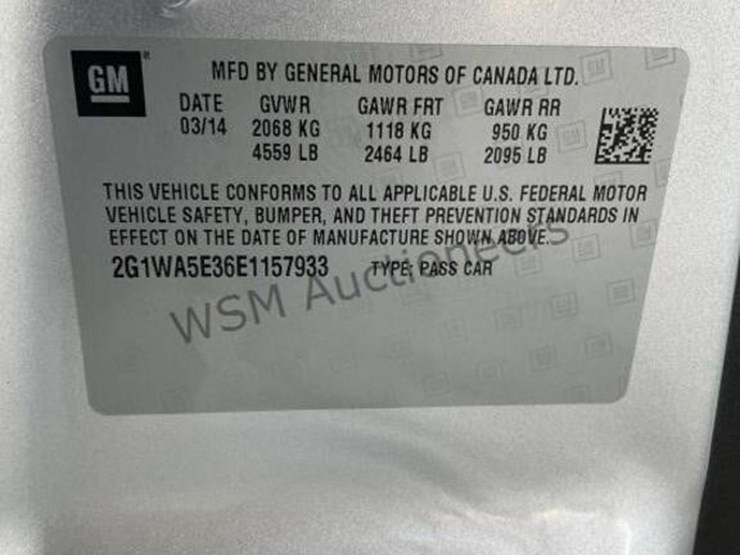 GM
MFD BY GENERAL MOTORS OF CANADA LTD.
DATE GVWR GAWR FRT GAWR RR
03/14 2068 KG 1118 KG 950 KG
4559 LB 2464 LB 2095 LB
THIS VEHICLE CONFORMS TO ALL APPLICABLE U.S. FEDERAL MOTOR
VEHICLE SAFETY, BUMPER, AND THEFT PREVENTION STANDARDS IN
EFFECT ON THE DATE OF MANUFACTURE SHOWN ABOVE.
2G1WA5E36E1157933 TYPE: PASS CAR
WSM Auctioneers